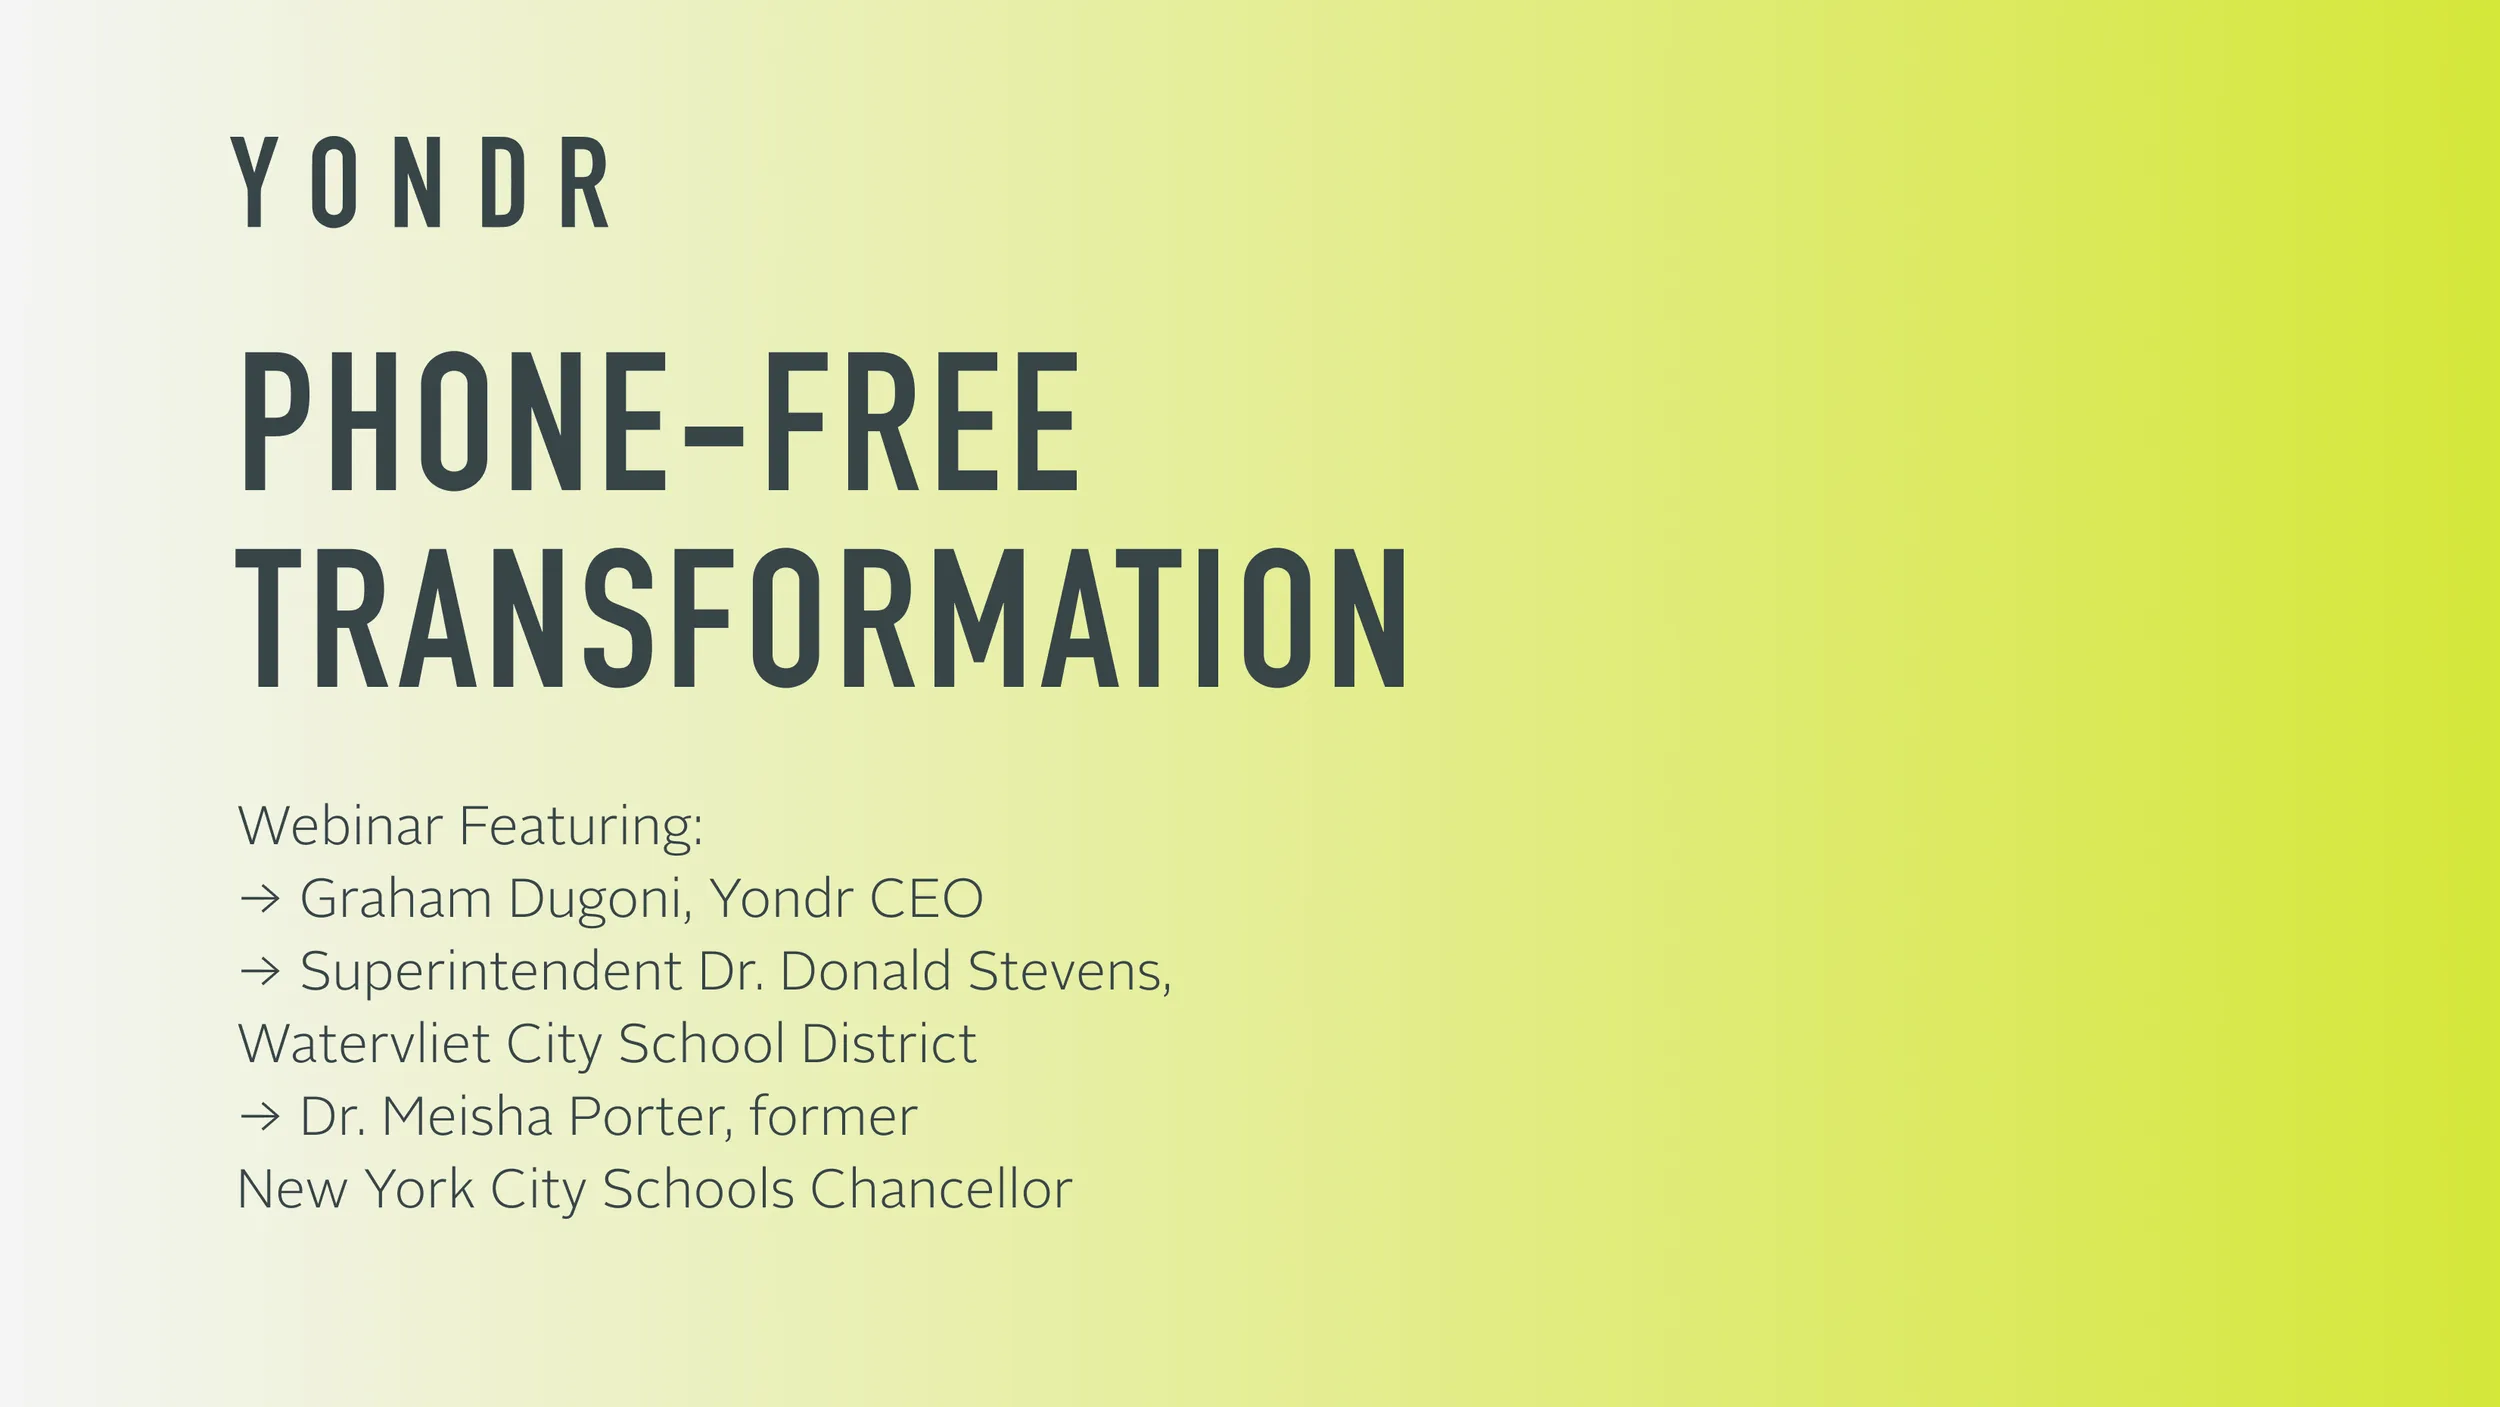 YONDR
PHONE-FREE
TRANSFORMATION
Webinar Featuring:
→ Graham Dugoni, Yondr CEO
→ Superintendent Dr. Donald Stevens,
Watervliet City School District
→ Dr. Meisha Porter, former
New York City Schools Chancellor